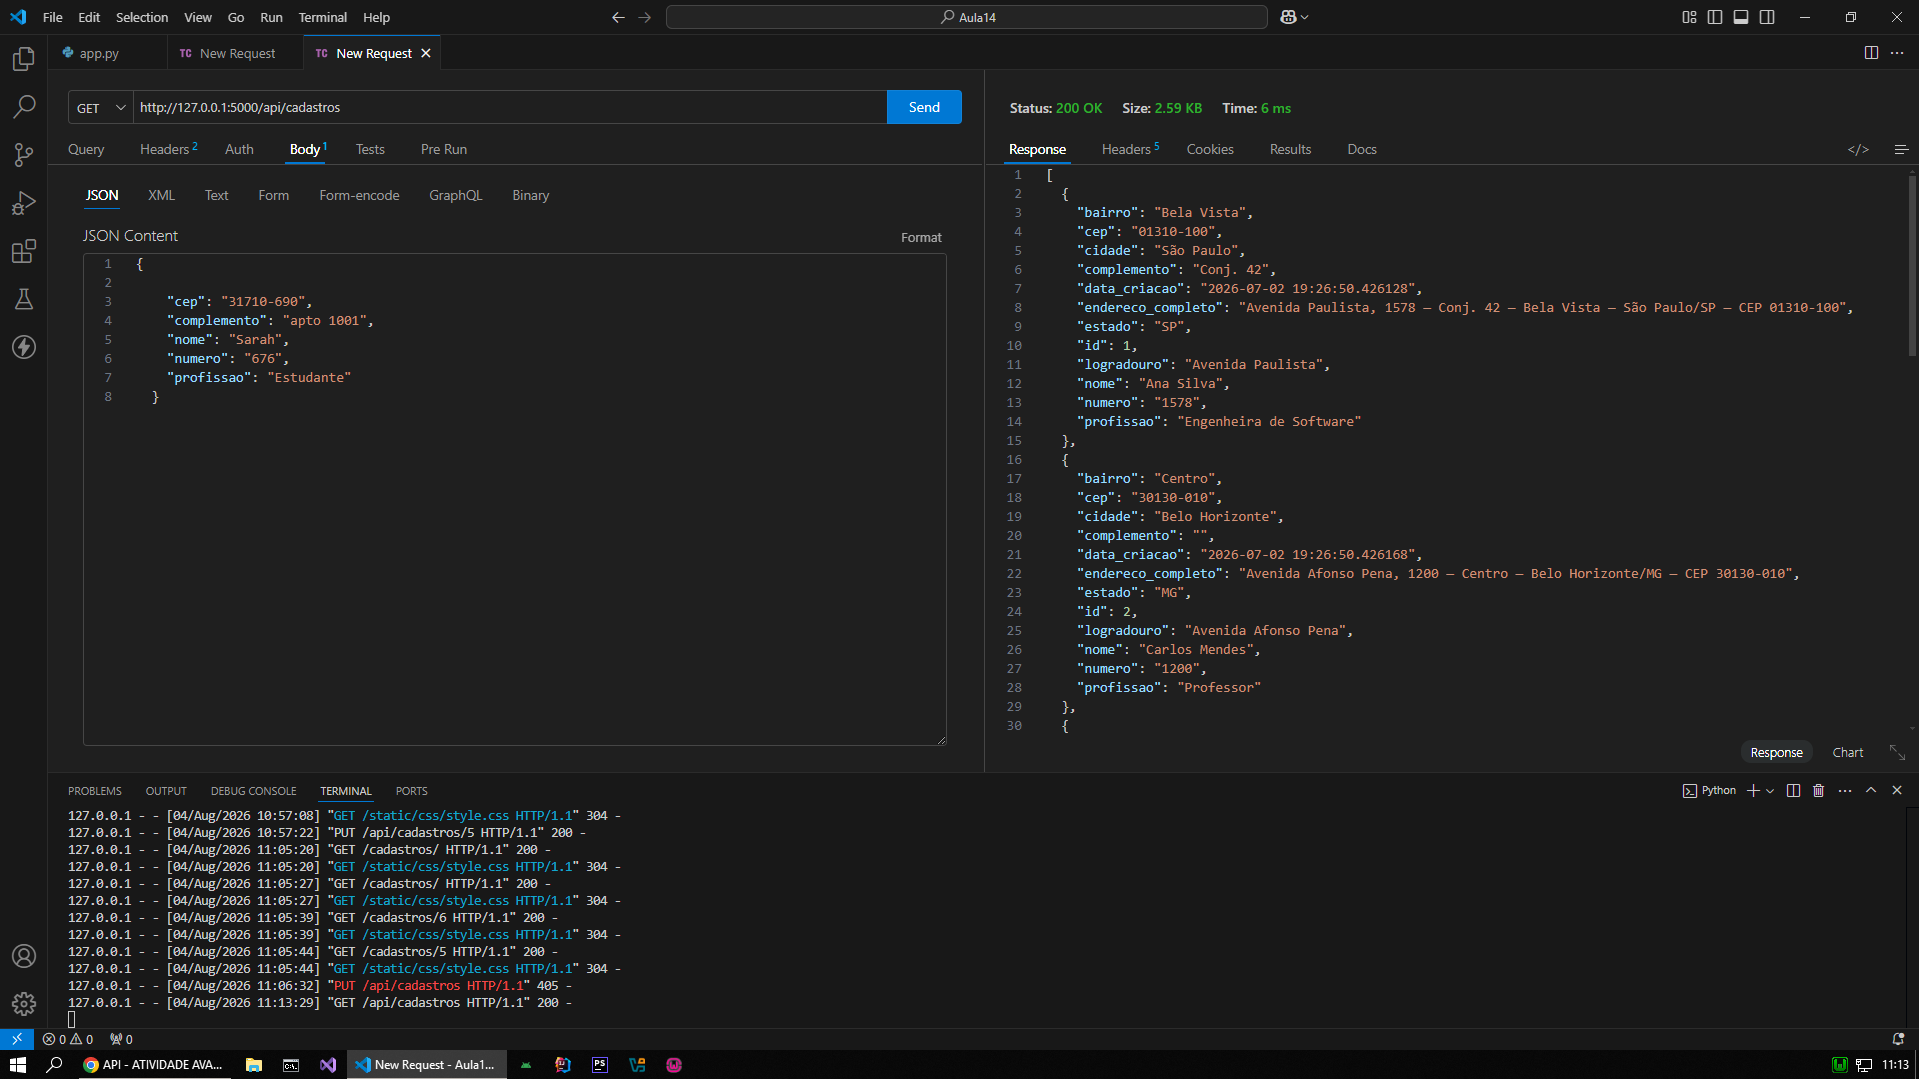 File Edit Selection View Go Run Terminal Help
Aula14
app.py
TC New Request
TC New Request
GET http://127.0.0.1:5000/api/cadastros Send
Query Headers 2 Auth Body 1 Tests Pre Run
JSON XML Text Form Form-encode GraphQL Binary
JSON Content
Format
1 {
2
3 "cep": "31710-690",
4 "complemento": "apto 1001",
5 "nome": "Sarah",
6 "numero": "676",
7 "profissao": "Estudante"
8 }
Status: 200 OK Size: 2.59 KB Time: 6 ms
Response Headers 5 Cookies Results Docs
1 [
2 {
3 "bairro": "Bela Vista",
4 "cep": "01310-100",
5 "cidade": "São Paulo",
6 "complemento": "Conj. 42",
7 "data_criacao": "2026-07-02 19:26:50.426128",
8 "endereco_completo": "Avenida Paulista, 1578 — Conj. 42 — Bela Vista — São Paulo/SP — CEP 01310-100",
9 "estado": "SP",
10 "id": 1,
11 "logradouro": "Avenida Paulista",
12 "nome": "Ana Silva",
13 "numero": "1578",
14 "profissao": "Engenheira de Software"
15 },
16 {
17 "bairro": "Centro",
18 "cep": "30130-010",
19 "cidade": "Belo Horizonte",
20 "complemento": "",
21 "data_criacao": "2026-07-02 19:26:50.426168",
22 "endereco_completo": "Avenida Afonso Pena, 1200 — Centro — Belo Horizonte/MG — CEP 30130-010",
23 "estado": "MG",
24 "id": 2,
25 "logradouro": "Avenida Afonso Pena",
26 "nome": "Carlos Mendes",
27 "numero": "1200",
28 "profissao": "Professor"
29 },
30 {
Response Chart
PROBLEMS OUTPUT DEBUG CONSOLE TERMINAL PORTS
Python
127.0.0.1 - - [04/Aug/2026 10:57:08] "GET /static/css/style.css HTTP/1.1" 304 -
127.0.0.1 - - [04/Aug/2026 10:57:22] "PUT /api/cadastros/5 HTTP/1.1" 200 -
127.0.0.1 - - [04/Aug/2026 11:05:20] "GET /cadastros/ HTTP/1.1" 200 -
127.0.0.1 - - [04/Aug/2026 11:05:20] "GET /static/css/style.css HTTP/1.1" 304 -
127.0.0.1 - - [04/Aug/2026 11:05:27] "GET /cadastros/ HTTP/1.1" 200 -
127.0.0.1 - - [04/Aug/2026 11:05:27] "GET /static/css/style.css HTTP/1.1" 304 -
127.0.0.1 - - [04/Aug/2026 11:05:39] "GET /cadastros/6 HTTP/1.1" 200 -
127.0.0.1 - - [04/Aug/2026 11:05:39] "GET /static/css/style.css HTTP/1.1" 304 -
127.0.0.1 - - [04/Aug/2026 11:05:44] "GET /cadastros/5 HTTP/1.1" 200 -
127.0.0.1 - - [04/Aug/2026 11:05:44] "GET /static/css/style.css HTTP/1.1" 304 -
127.0.0.1 - - [04/Aug/2026 11:06:32] "PUT /api/cadastros HTTP/1.1" 405 -
127.0.0.1 - - [04/Aug/2026 11:13:29] "GET /api/cadastros HTTP/1.1" 200 -
0 0 0
API - ATIVIDADE AVA... New Request - Aula1... PS 11:13